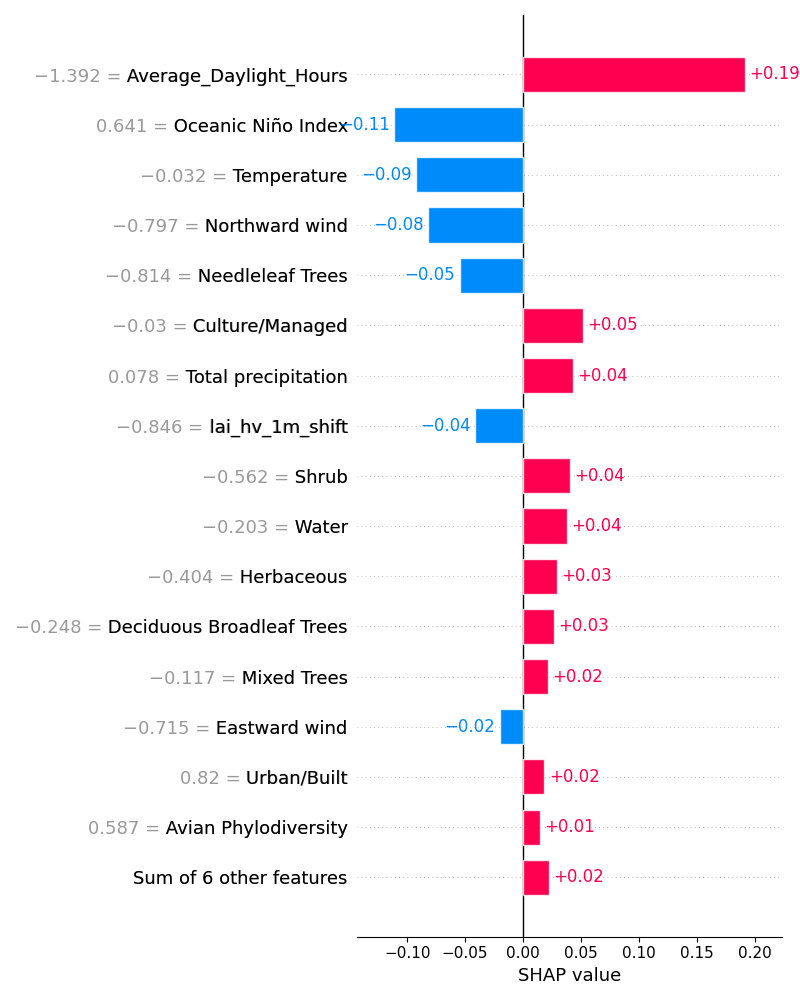 −1.392 = Average_Daylight_Hours +0.19
0.641 = Oceanic Niño Index −0.11
−0.032 = Temperature −0.09
−0.797 = Northward wind −0.08
−0.814 = Needleleaf Trees −0.05
−0.03 = Culture/Managed +0.05
0.078 = Total precipitation +0.04
−0.846 = lai_hv_1m_shift −0.04
−0.562 = Shrub +0.04
−0.203 = Water +0.04
−0.404 = Herbaceous +0.03
−0.248 = Deciduous Broadleaf Trees +0.03
−0.117 = Mixed Trees +0.02
−0.715 = Eastward wind −0.02
0.82 = Urban/Built +0.02
0.587 = Avian Phylodiversity +0.01
Sum of 6 other features +0.02
−0.10 −0.05 0.00 0.05 0.10 0.15 0.20
SHAP value